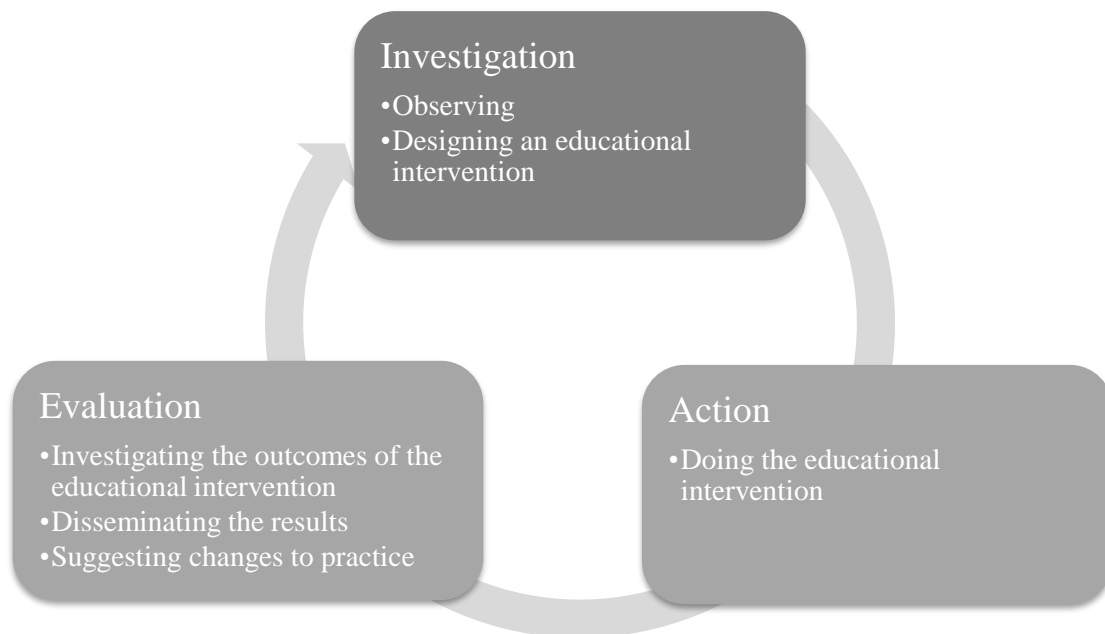 Investigation
•Observing
•Designing an educational
intervention
Evaluation
•Investigating the outcomes of the
educational intervention
•Disseminating the results
•Suggesting changes to practice
Action
•Doing the educational
intervention